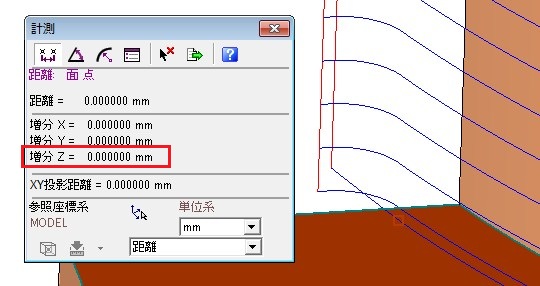 計測
距離: 面 点
距離 = 0.000000 mm
増分 X = 0.000000 mm
増分 Y = 0.000000 mm
増分 Z = 0.000000 mm
XY投影距離 = 0.000000 mm
参照座標系 単位系
MODEL mm
距離